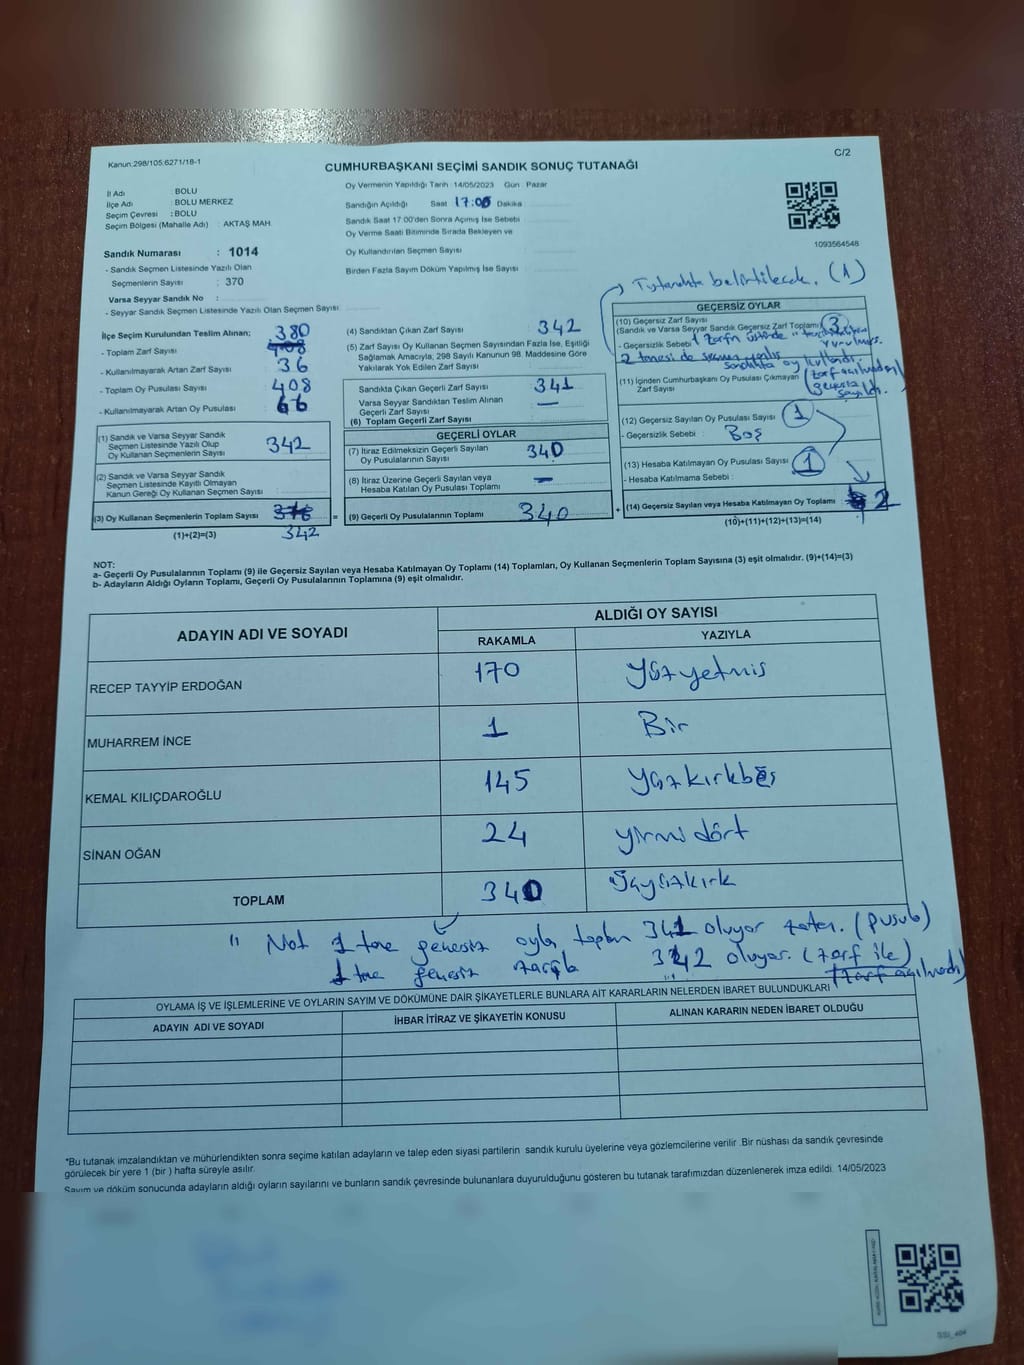 Kanun:298/105;6271/18-1
C/2
CUMHURBAŞKANI SEÇİMİ SANDIK SONUÇ TUTANAĞI
İl Adı : BOLU
İlçe Adı : BOLU MERKEZ
Seçim Çevresi : BOLU
Seçim Bölgesi (Mahalle Adı) : AKTAŞ MAH.
Oy Vermenin Yapıldığı Tarih 14/05/2023 Gün Pazar
Sandığın Açıldığı Saat 17:00 Dakika
Sandık Saat 17.00'den Sonra Açımış İse Sebebi
Oy Verme Saati Bitiminde Sırada Bekleyen ve
Oy Kullandırılan Seçmen Sayısı
Birden Fazla Sayım Döküm Yapılmış İse Sayısı
1093564548
Sandık Numarası : 1014
- Sandık Seçmen Listesinde Yazılı Olan
Seçmenlerin Sayısı : 370
Varsa Seyyar Sandık No :
- Seyyar Sandık Seçmen Listesinde Yazılı Olan Seçmen Sayısı
İlçe Seçim Kurulundan Teslim Alınan:
- Toplam Zarf Sayısı 380
- Kullanılmayarak Artan Zarf Sayısı 36
- Toplam Oy Pusulası Sayısı 408
- Kullanılmayarak Artan Oy Pusulası 66
(1) Sandık ve Varsa Seyyar Sandık
Seçmen Listesinde Yazılı Olup
Oy Kullanan Seçmenlerin Sayısı 342
(2) Sandık ve Varsa Seyyar Sandık
Seçmen Listesinde Kayıtlı Olmayan
Kanun Gereği Oy Kullanan Seçmen Sayısı
(3) Oy Kullanan Seçmenlerin Toplam Sayısı
(1)+(2)=(3) 342
(4) Sandıktan Çıkan Zarf Sayısı 342
(5) Zarf Sayısı Oy Kullanan Seçmen Sayısından Fazla İse, Eşitliği
Sağlamak Amacıyla, 298 Sayılı Kanunun 98. Maddesine Göre
Yakılarak Yok Edilen Zarf Sayısı
Sandıkta Çıkan Geçerli Zarf Sayısı 341
Varsa Seyyar Sandıktan Teslim Alınan
Geçerli Zarf Sayısı —
(6) Toplam Geçerli Zarf Sayısı
GEÇERLİ OYLAR
(7) İtiraz Edilmeksizin Geçerli Sayılan
Oy Pusulalarının Sayısı 340
(8) İtiraz Üzerine Geçerli Sayılan veya
Hesaba Katılan Oy Pusulası Toplamı —
= (9) Geçerli Oy Pusulalarının Toplamı 340
Tutanakta belirtilecek. (1)
GEÇERSİZ OYLAR
(10) Geçersiz Zarf Sayısı
(Sandık ve Varsa Seyyar Sandık Geçersiz Zarf Toplamı) 3
- Geçersizlik Sebebi 1 zarfın üstünde
2 tanesi de seçmen yanlış
sandıkta oy kullandı.
(zarf açılmadan)
geçersiz
sayıldı.
(11) İçinden Cumhurbaşkanı Oy Pusulası Çıkmayan
Zarf Sayısı
(12) Geçersiz Sayılan Oy Pusulası Sayısı 1
- Geçersizlik Sebebi : Boş
(13) Hesaba Katılmayan Oy Pusulası Sayısı 1
- Hesaba Katılmama Sebebi :
+ (14) Geçersiz Sayılan veya Hesaba Katılmayan Oy Toplamı 2
(10)+(11)+(12)+(13)=(14)
NOT:
a- Geçerli Oy Pusulalarının Toplamı (9) ile Geçersiz Sayılan veya Hesaba Katılmayan Oy Toplamı (14) Toplamları, Oy Kullanan Seçmenlerin Toplam Sayısına (3) eşit olmalıdır. (9)+(14)=(3)
b- Adayların Aldığı Oyların Toplamı, Geçerli Oy Pusulalarının Toplamına (9) eşit olmalıdır.
ADAYIN ADI VE SOYADI
ALDIĞI OY SAYISI
RAKAMLA YAZIYLA
RECEP TAYYİP ERDOĞAN 170 Yüzyetmiş
MUHARREM İNCE 1 Bir
KEMAL KILIÇDAROĞLU 145 Yüzkırkbeş
SİNAN OĞAN 24 yirmi dört
TOPLAM 340 Üçyüzkırk
" Not 1 tane geçersiz oyla toplam 341 oluyor zaten. (pusula)
1 tane geçersiz zarfla 342 oluyor. (zarf ile)
(zarf açılmadı)
OYLAMA İŞ VE İŞLEMLERİNE VE OYLARIN SAYIM VE DÖKÜMÜNE DAİR ŞİKAYETLERLE BUNLARA AİT KARARLARIN NELERDEN İBARET BULUNDUKLARI
ADAYIN ADI VE SOYADI İHBAR İTİRAZ VE ŞİKAYETİN KONUSU ALINAN KARARIN NEDEN İBARET OLDUĞU
*Bu tutanak imzalandıktan ve mühürlendikten sonra seçime katılan adayların ve talep eden siyasi partilerin sandık kurulu üyelerine veya gözlemcilerine verilir .Bir nüshası da sandık çevresinde
görülecek bir yere 1 (bir ) hafta süreyle asılır.
Sayım ve döküm sonucunda adayların aldığı oyların sayılarını ve bunların sandık çevresinde bulunanlara duyurulduğunu gösteren bu tutanak tarafımızdan düzenlenerek imza edildi. 14/05/2023